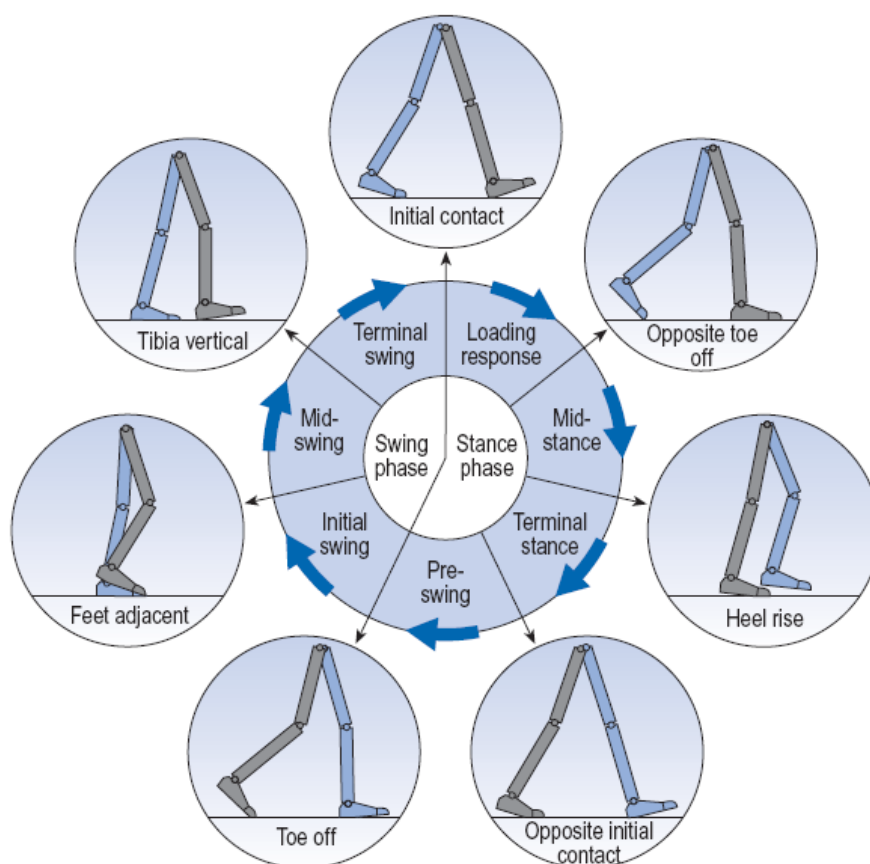 Initial contact
Opposite toe
off
Heel rise
Opposite initial
contact
Toe off
Feet adjacent
Tibia vertical
Loading
response
Mid-
stance
Terminal
stance
Pre-
swing
Initial
swing
Mid-
swing
Terminal
swing
Swing
phase
Stance
phase